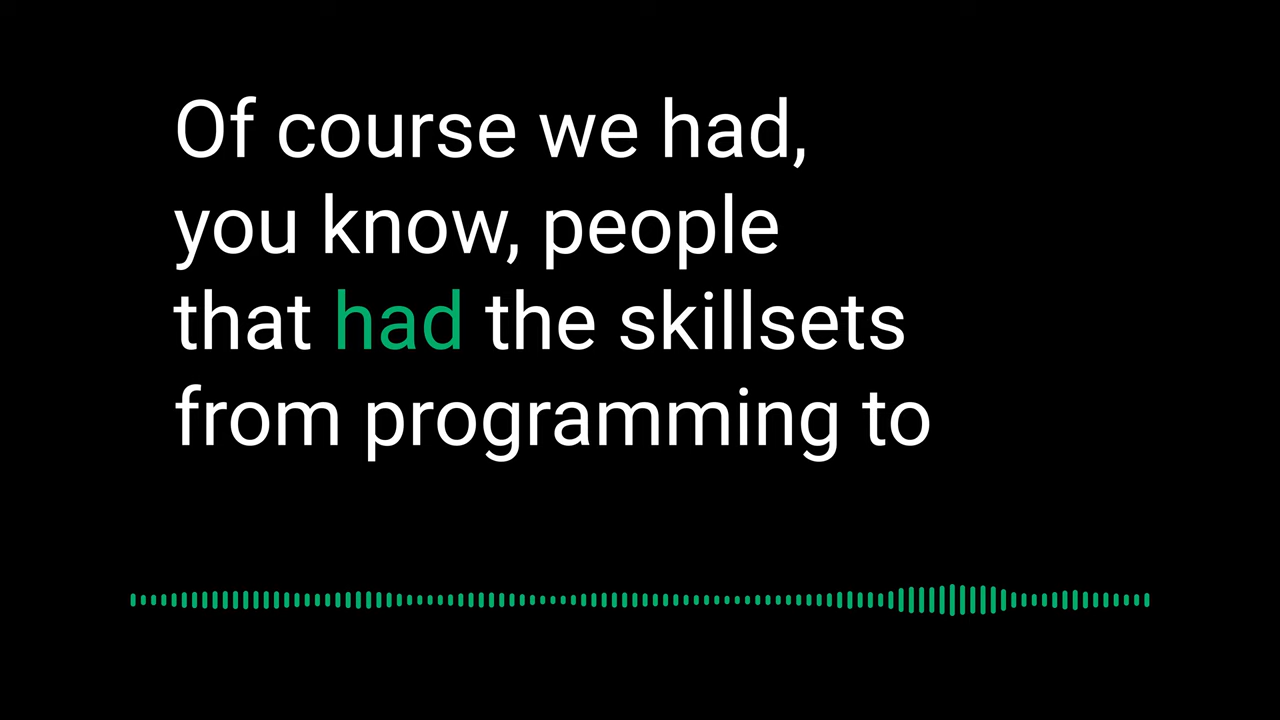 Of course we had,
you know, people
that had the skillsets
from programming to